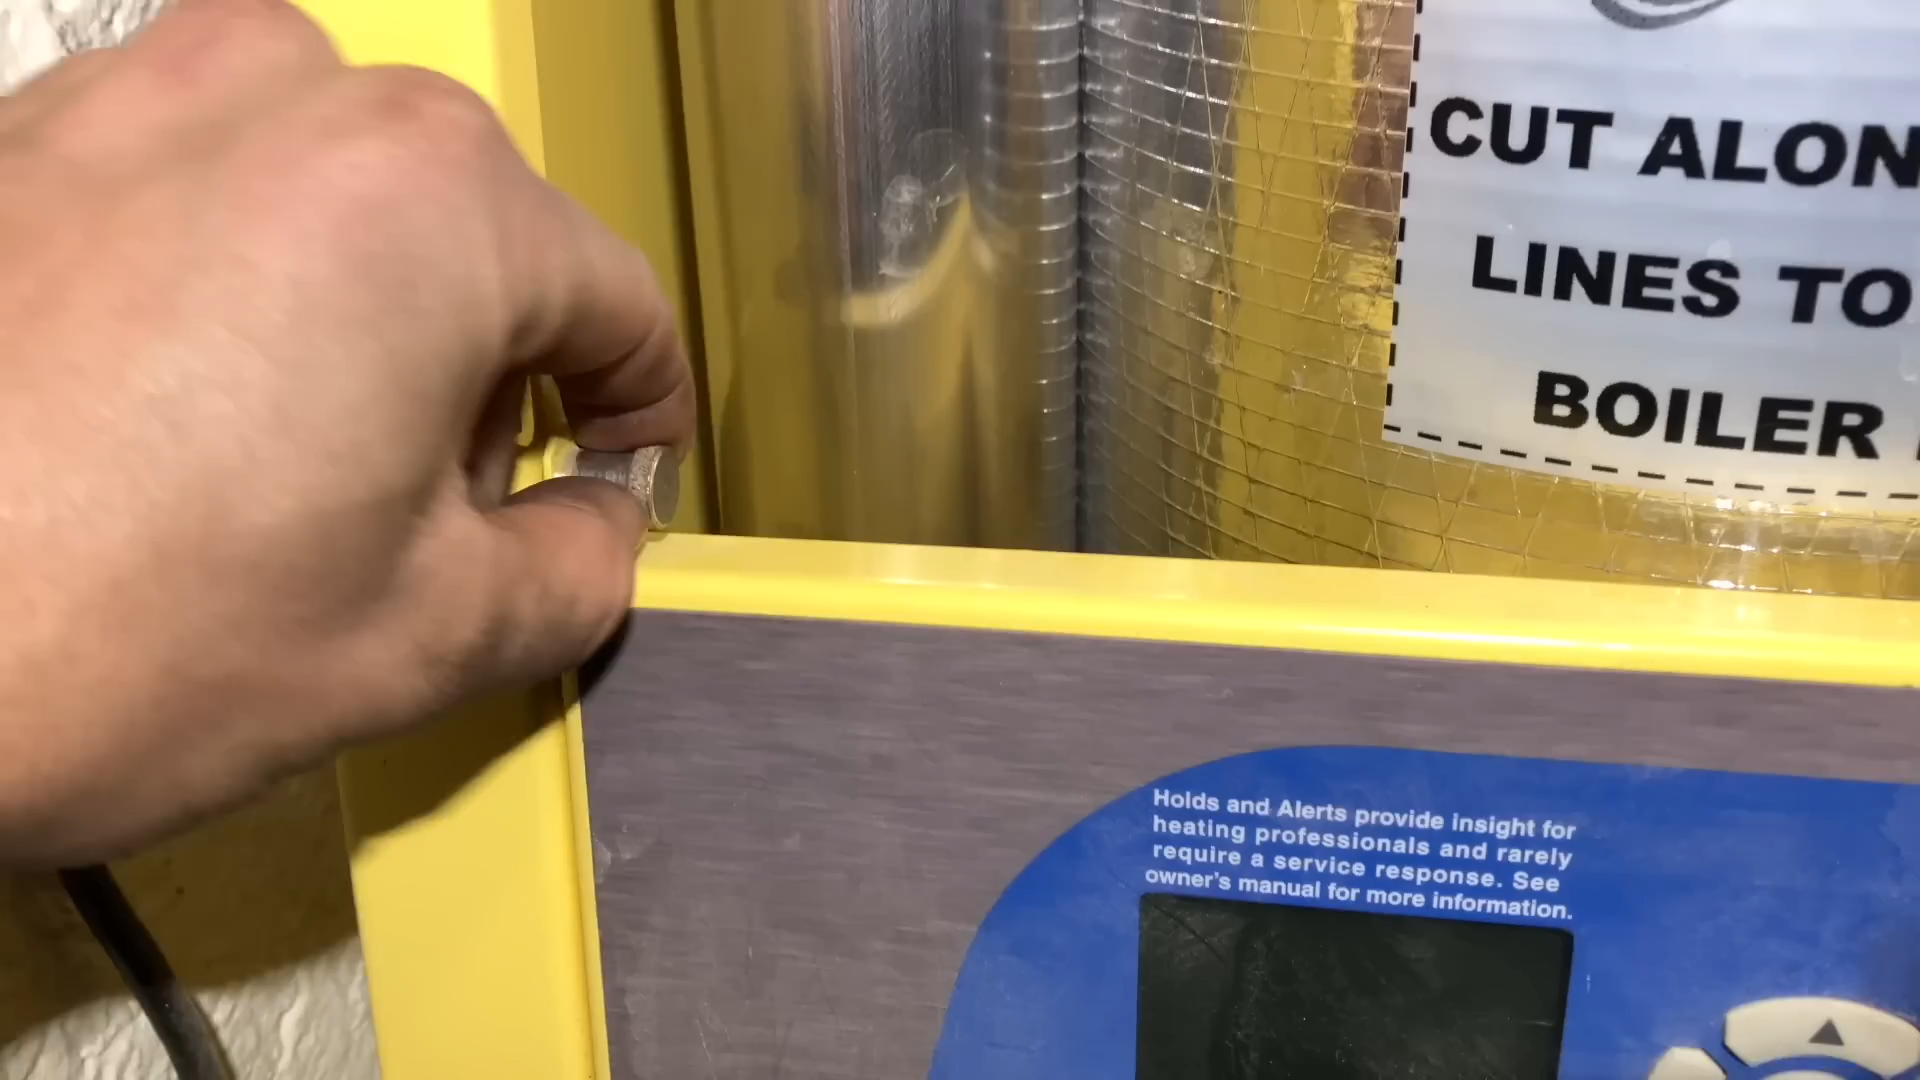 CUT ALON
LINES TO
BOILER
Holds and Alerts provide insight for
heating professionals and rarely
require a service response. See
owner's manual for more information.